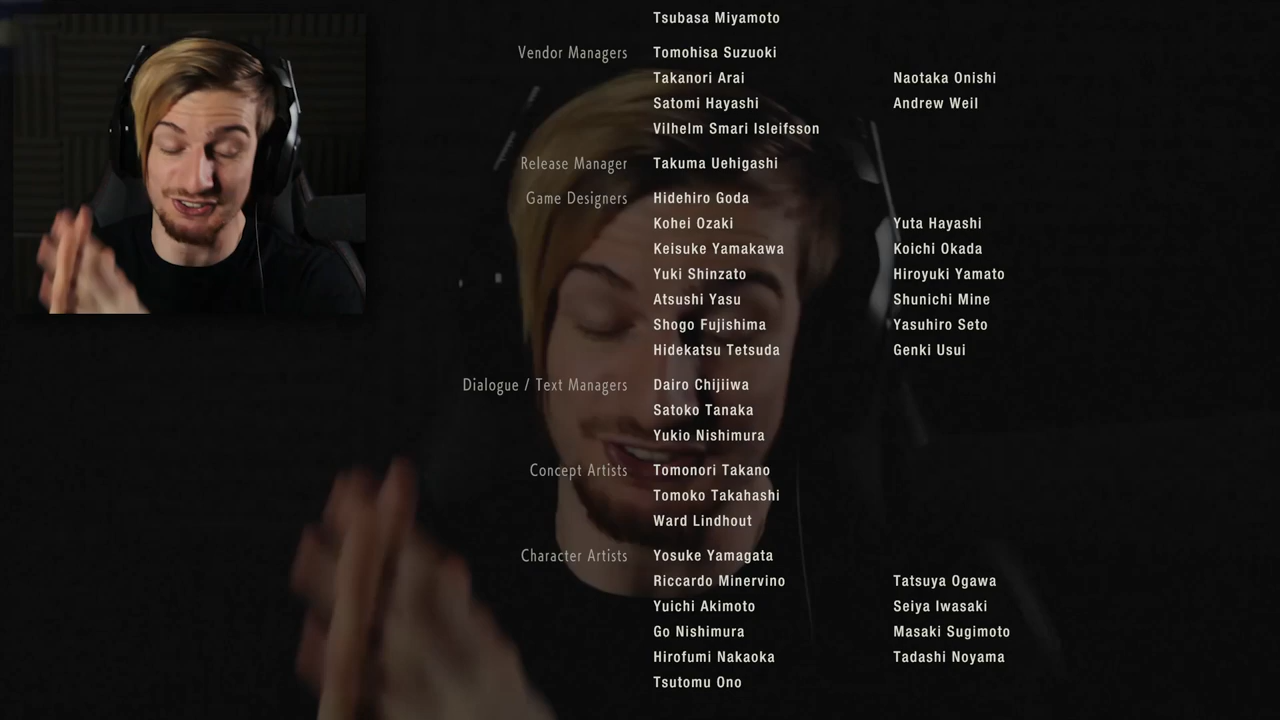 Tsubasa Miyamoto
Vendor Managers Tomohisa Suzuoki
Takanori Arai Naotaka Onishi
Satomi Hayashi Andrew Weil
Vilhelm Smari Isleifsson
Release Manager Takuma Uehigashi
Game Designers Hidehiro Goda
Kohei Ozaki Yuta Hayashi
Keisuke Yamakawa Koichi Okada
Yuki Shinzato Hiroyuki Yamato
Atsushi Yasu Shunichi Mine
Shogo Fujishima Yasuhiro Seto
Hidekatsu Tetsuda Genki Usui
Dialogue / Text Managers Dairo Chijiiwa
Satoko Tanaka
Yukio Nishimura
Concept Artists Tomonori Takano
Tomoko Takahashi
Ward Lindhout
Character Artists Yosuke Yamagata
Riccardo Minervino Tatsuya Ogawa
Yuichi Akimoto Seiya Iwasaki
Go Nishimura Masaki Sugimoto
Hirofumi Nakaoka Tadashi Noyama
Tsutomu Ono